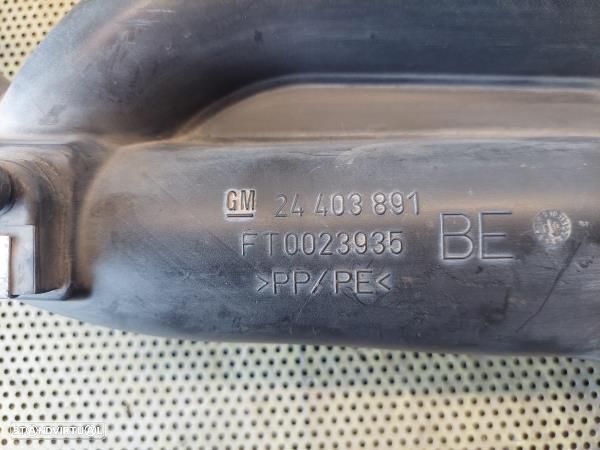 GM 24 403 891
FT0023935
>PP/PE<
BE
STANDVIRTUAL